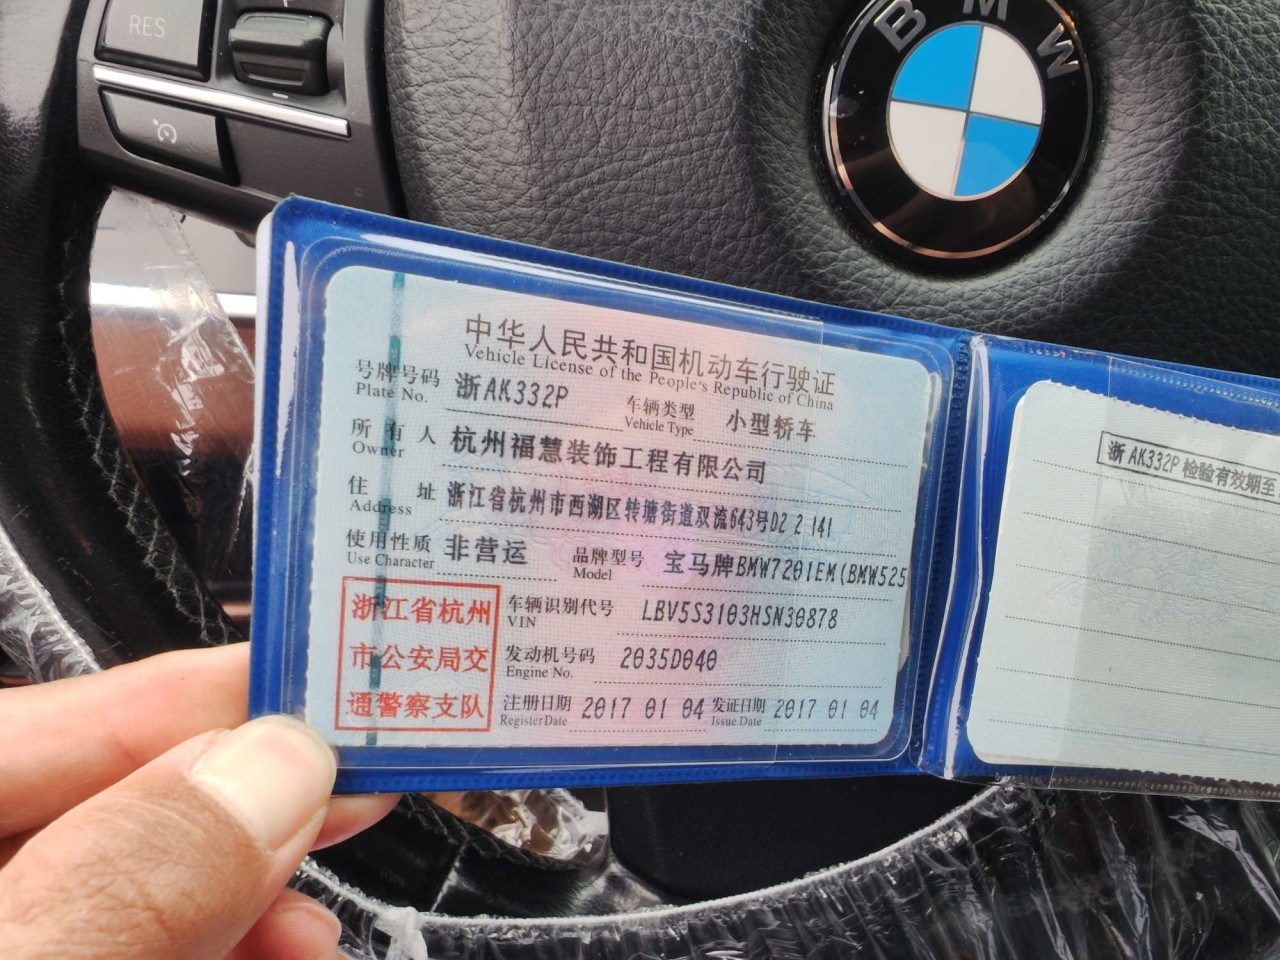 RES
BMW
中华人民共和国机动车行驶证
Vehicle License of the People's Republic of China
号牌号码 浙AK332P 车辆类型 小型轿车
Plate No. Vehicle Type
所有人 杭州福慧装饰工程有限公司
Owner
住址 浙江省杭州市西湖区转塘街道双流643号D2 2 141
Address
使用性质 非营运 品牌型号 宝马牌BMW7201EM(BMW525
Use Character Model
浙江省杭州
市公安局交
通警察支队
车辆识别代号 LBV5S3103HSN30878
VIN
发动机号码 2035D040
Engine No.
注册日期 2017 01 04 发证日期 2017 01 04
Register Date Issue Date
浙AK332P检验有效期至